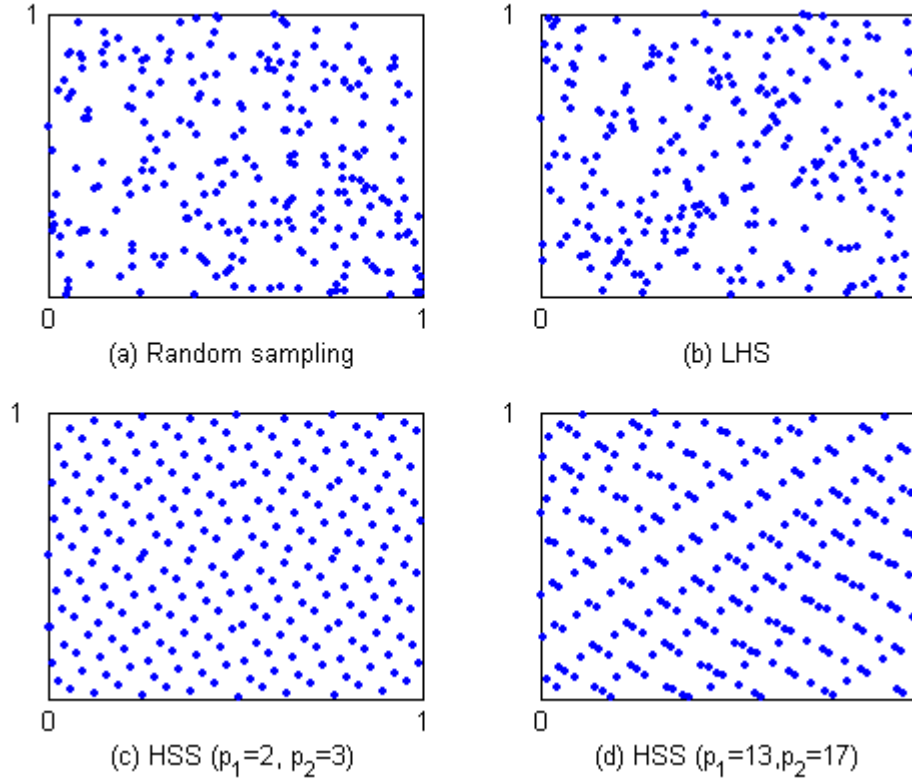 1
0 1
(a) Random sampling
0
(b) LHS
1
0 1
(c) HSS (p1=2, p2=3)
1
0
(d) HSS (p1=13,p2=17)